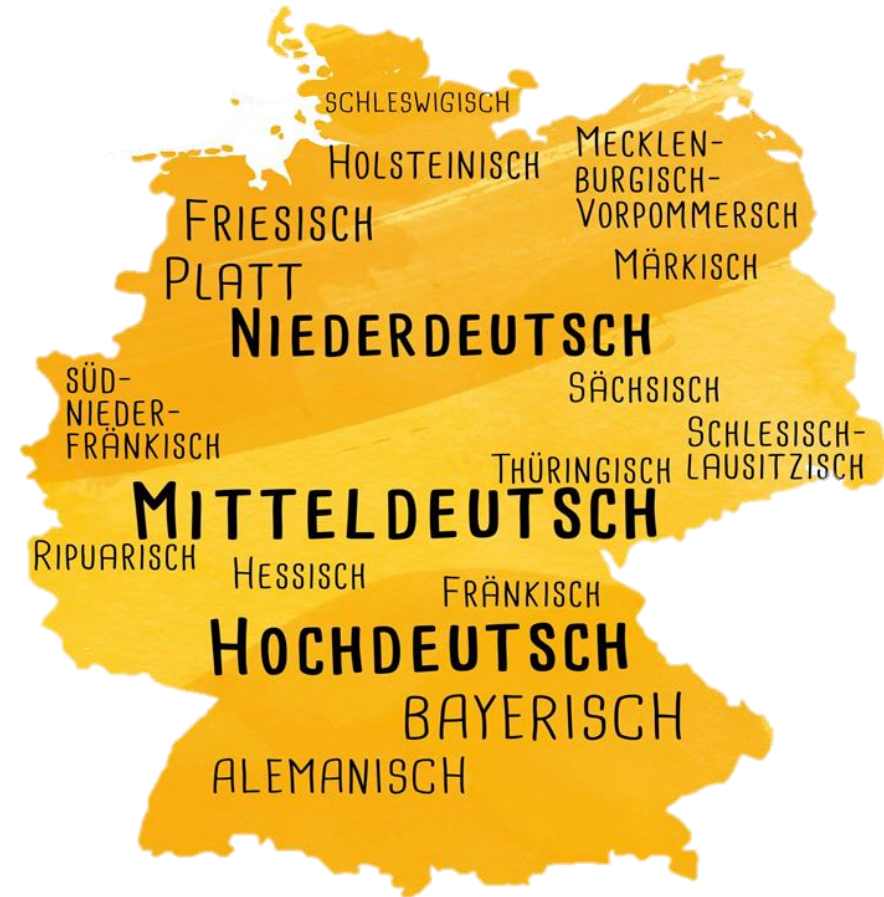 SCHLESWIGISCH
HOLSTEINISCH
MECKLEN-
BURGISCH-
VORPOMMERSCH
FRIESISCH
MÄRKISCH
PLATT
NIEDERDEUTSCH
SÜD-
NIEDER-
FRÄNKISCH
SÄCHSISCH
SCHLESISCH-
LAUSITZISCH
THÜRINGISCH
MITTELDEUTSCH
RIPUARISCH
HESSISCH
FRÄNKISCH
HOCHDEUTSCH
BAYERISCH
ALEMANISCH